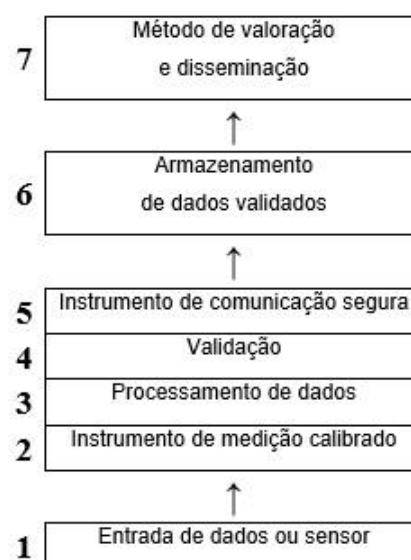 7
Método de valoração
e disseminação
↑
6
Armazenamento
de dados validados
↑
5 Instrumento de comunicação segura
4 Validação
3 Processamento de dados
2 Instrumento de medição calibrado
↑
1 Entrada de dados ou sensor